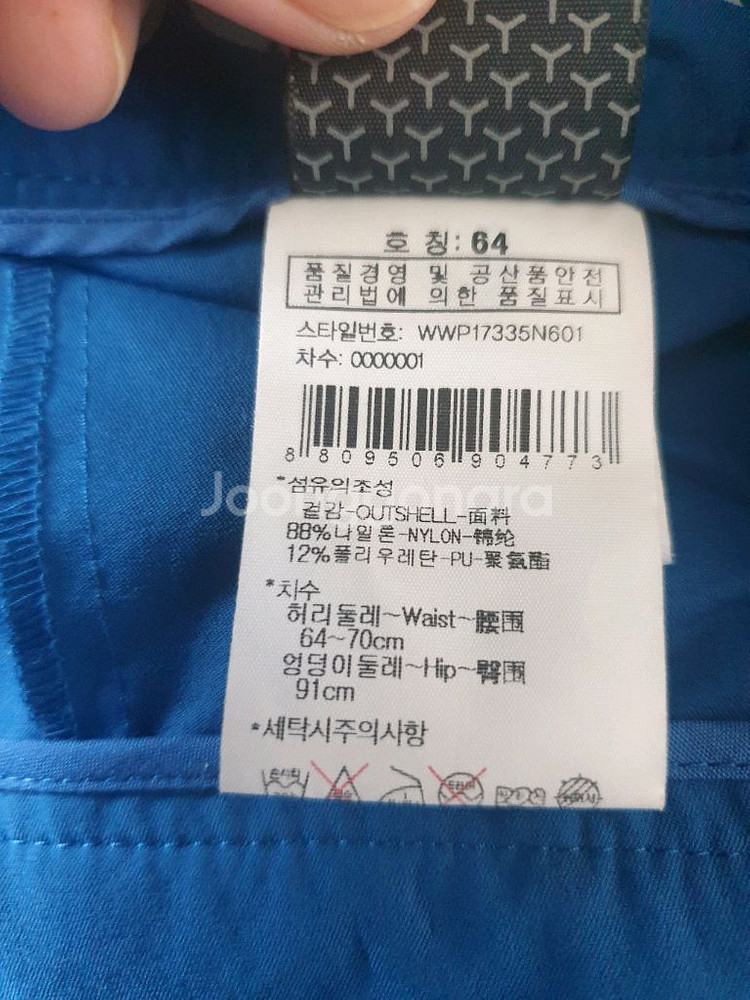 호 칭: 64
품질경영 및 공산품안전
관리법에 의한 품질표시
스타일번호: WWP17335N601
차수: 0000001
8 809506 904773
*섬유의조성
겉감-OUTSHELL-面料
88%나일론-NYLON-锦纶
12%폴리우레탄-PU-聚氨酯
*치수
허리둘레~Waist~腰围
64~70cm
엉덩이둘레~Hip~臀围
91cm
*세탁시주의사항